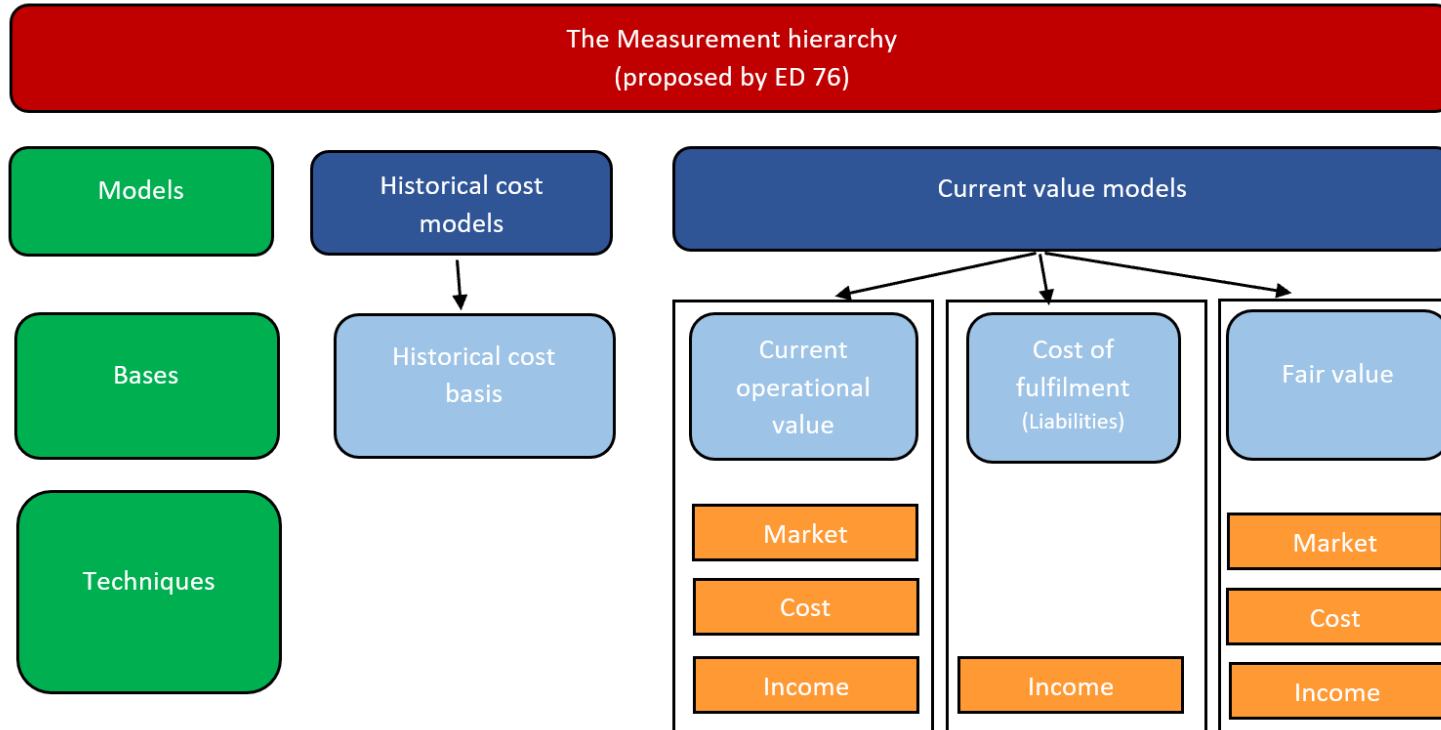 The Measurement hierarchy
(proposed by ED 76)
Models
Historical cost
models
Current value models
Bases
Historical cost
basis
Current
operational
value
Cost of
fulfilment
(Liabilities)
Fair value
Techniques
Market
Cost
Income
Income
Market
Cost
Income